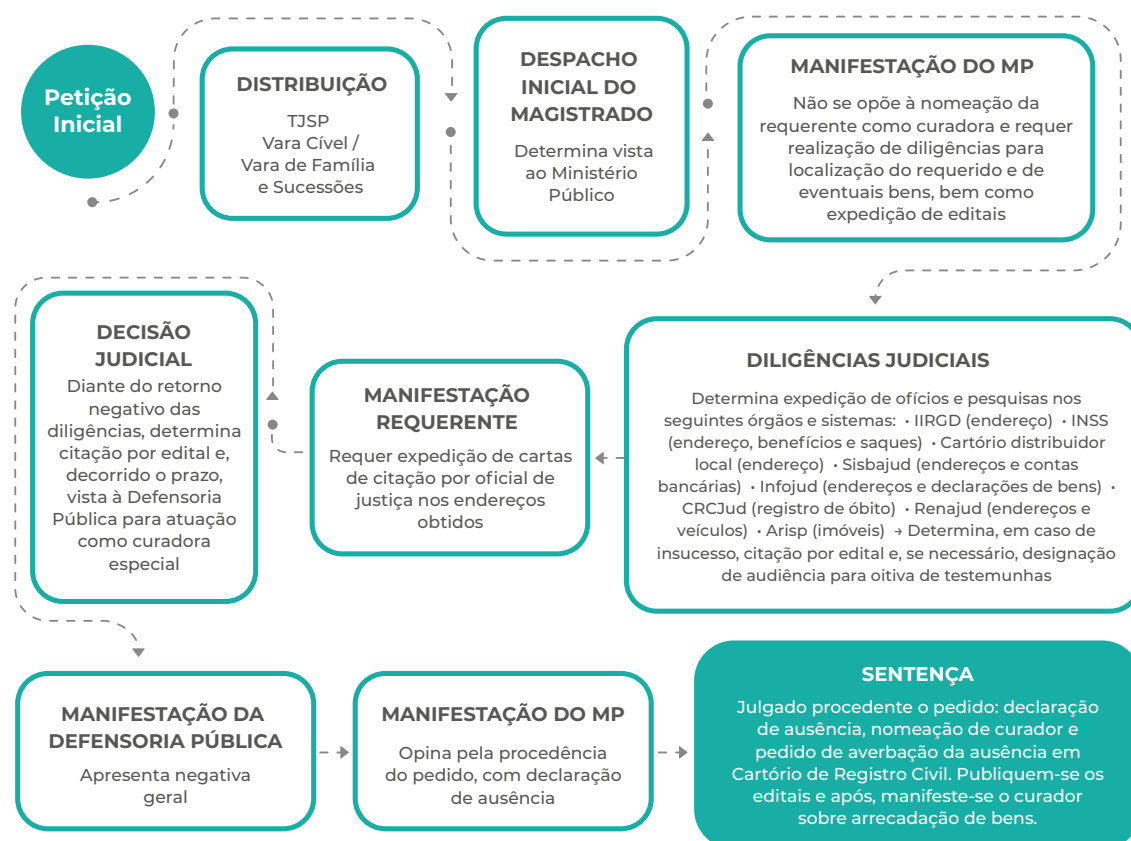 Petição
Inicial
DISTRIBUIÇÃO
TJSP
Vara Cível /
Vara de Família
e Sucessões
DESPACHO
INICIAL DO
MAGISTRADO
Determina vista
ao Ministério
Público
MANIFESTAÇÃO DO MP
Não se opõe à nomeação da
requerente como curadora e requer
realização de diligências para
localização do requerido e de
eventuais bens, bem como
expedição de editais
DILIGÊNCIAS JUDICIAIS
Determina expedição de ofícios e pesquisas nos
seguintes órgãos e sistemas: • IIRGD (endereço) • INSS
(endereço, benefícios e saques) • Cartório distribuidor
local (endereço) • Sisbajud (endereços e contas
bancárias) • Infojud (endereços e declarações de bens) •
CRCJud (registro de óbito) • Renajud (endereços e
veículos) • Arisp (imóveis) → Determina, em caso de
insucesso, citação por edital e, se necessário, designação
de audiência para oitiva de testemunhas
MANIFESTAÇÃO
REQUERENTE
Requer expedição de cartas
de citação por oficial de
justiça nos endereços
obtidos
DECISÃO
JUDICIAL
Diante do retorno
negativo das
diligências, determina
citação por edital e,
decorrido o prazo,
vista à Defensoria
Pública para atuação
como curadora
especial
MANIFESTAÇÃO DA
DEFENSORIA PÚBLICA
Apresenta negativa
geral
MANIFESTAÇÃO DO MP
Opina pela procedência
do pedido, com declaração
de ausência
SENTENÇA
Julgado procedente o pedido: declaração
de ausência, nomeação de curador e
pedido de averbação da ausência em
Cartório de Registro Civil. Publiquem-se os
editais e após, manifeste-se o curador
sobre arrecadação de bens.